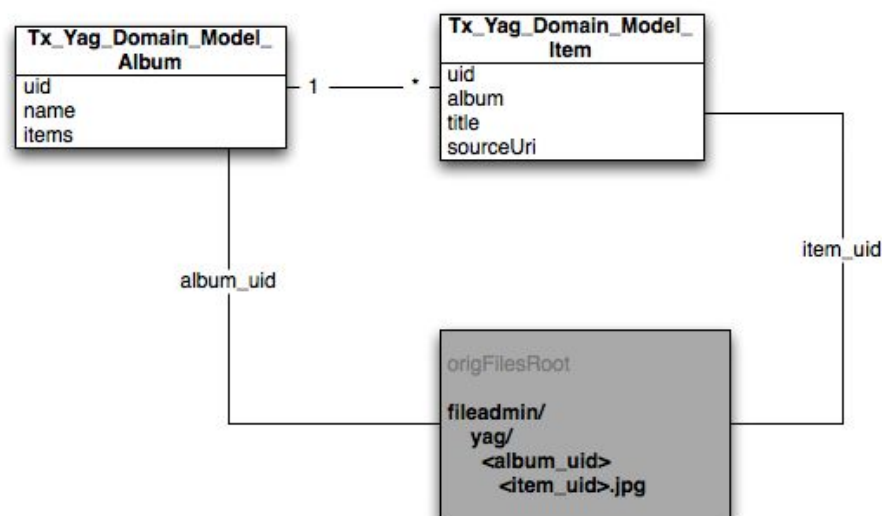 Tx_Yag_Domain_Model_
Album
uid
name
items
1
*
Tx_Yag_Domain_Model_
Item
uid
album
title
sourceUri
album_uid
item_uid
origFilesRoot
fileadmin/
yag/
<album_uid>
<item_uid>.jpg